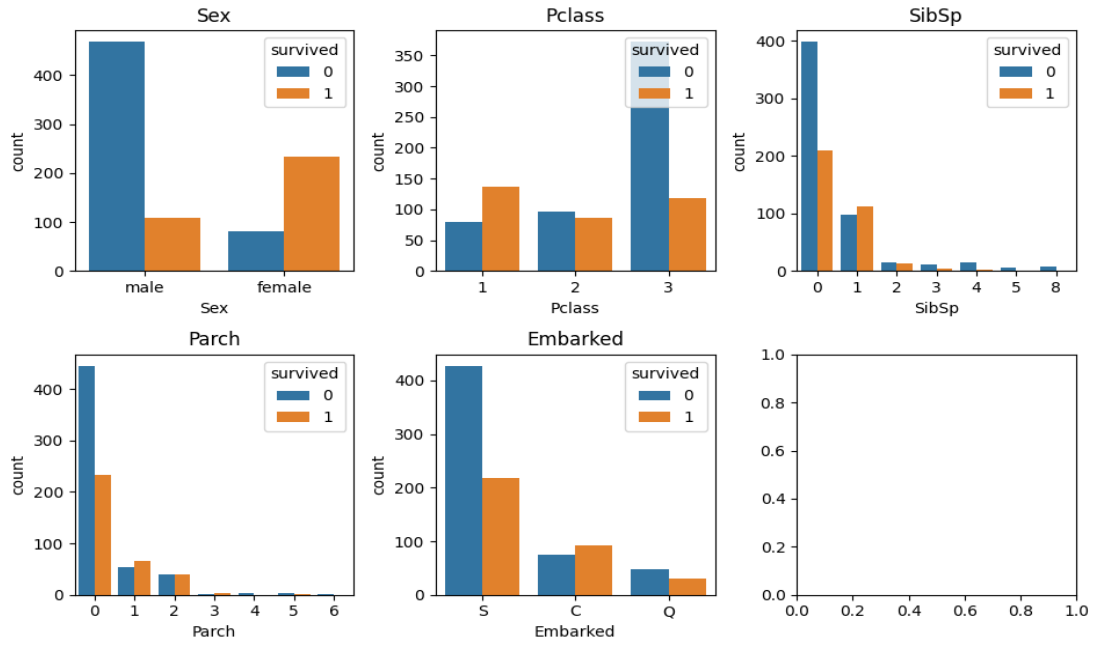 Sex
survived
0
1
400
300
200
100
0
count
male female
Sex
Pclass
survived
0
1
350
300
250
200
150
100
50
0
count
1 2 3
Pclass
SibSp
survived
0
1
400
300
200
100
0
count
0 1 2 3 4 5 8
SibSp
Parch
survived
0
1
400
300
200
100
0
count
0 1 2 3 4 5 6
Parch
Embarked
survived
0
1
400
300
200
100
0
count
S C Q
Embarked
1.0
0.8
0.6
0.4
0.2
0.0
0.0 0.2 0.4 0.6 0.8 1.0